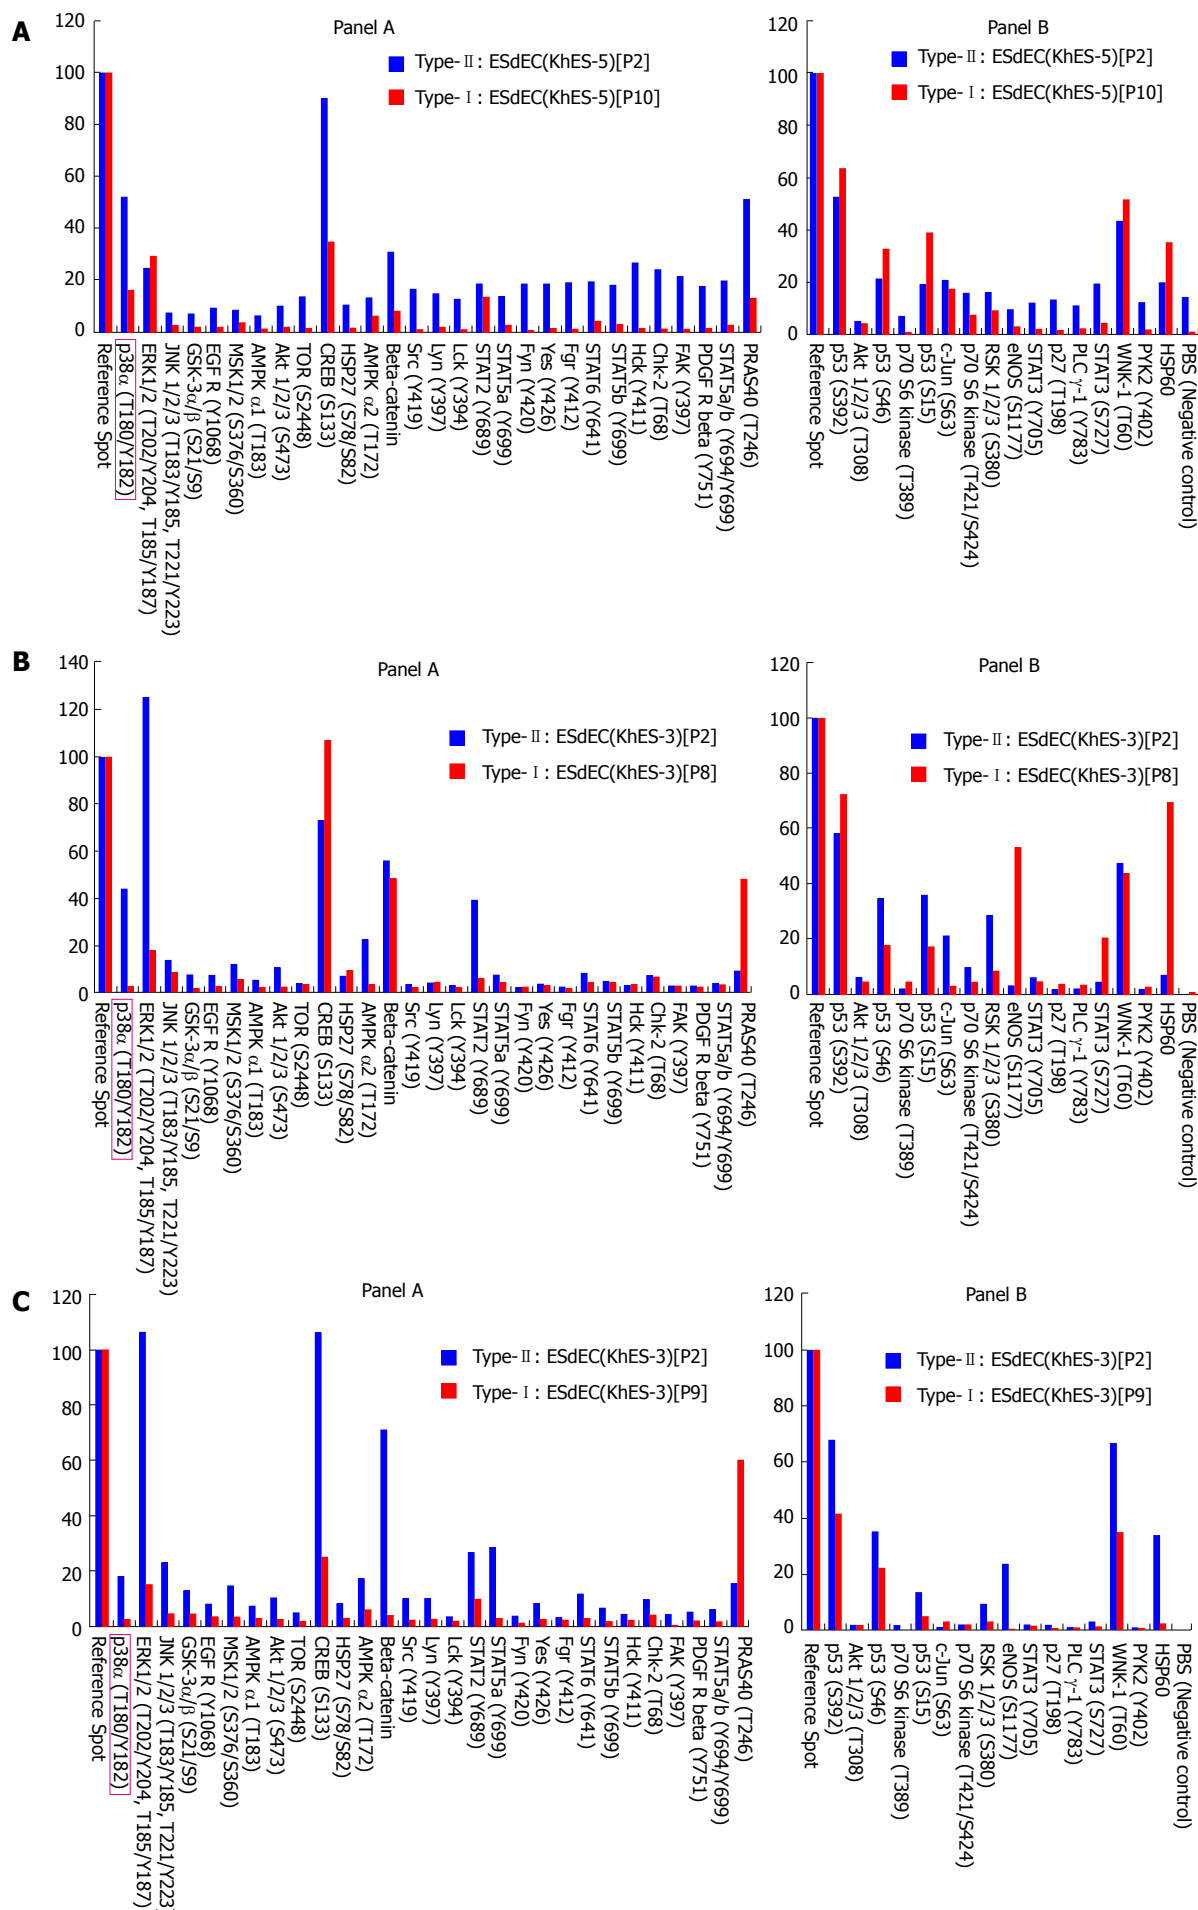 A
Panel A
Type-Ⅱ: ESdEC(KhES-5)[P2]
Type-Ⅰ: ESdEC(KhES-5)[P10]
120
100
80
60
40
20
0
Reference Spot
p38α (T180/Y182)
ERK1/2 (T202/Y204, T185/Y187)
JNK 1/2/3 (T183/Y185, T221/Y223)
GSK-3α/β (S21/S9)
EGF R (Y1068)
MSK1/2 (S376/S360)
AMPK α1 (T183)
Akt 1/2/3 (S473)
TOR (S2448)
CREB (S133)
HSP27 (S78/S82)
AMPK α2 (T172)
Beta-catenin
Src (Y419)
Lyn (Y397)
Lck (Y394)
STAT2 (Y689)
STAT5a (Y699)
Fyn (Y420)
Yes (Y426)
Fgr (Y412)
STAT6 (Y641)
STAT5b (Y699)
Hck (Y411)
Chk-2 (T68)
FAK (Y397)
PDGF R beta (Y751)
STAT5a/b (Y694/Y699)
PRAS40 (T246)
Panel B
Type-Ⅱ: ESdEC(KhES-5)[P2]
Type-Ⅰ: ESdEC(KhES-5)[P10]
120
100
80
60
40
20
0
Reference Spot
p53 (S392)
Akt 1/2/3 (T308)
p53 (S46)
p70 S6 kinase (T389)
p53 (S15)
c-Jun (S63)
p70 S6 kinase (T421/S424)
RSK 1/2/3 (S380)
eNOS (S1177)
STAT3 (Y705)
p27 (T198)
PLC γ-1 (Y783)
STAT3 (S727)
WNK-1 (T60)
PYK2 (Y402)
HSP60
PBS (Negative control)
B
Panel A
Type-Ⅱ: ESdEC(KhES-3)[P2]
Type-Ⅰ: ESdEC(KhES-3)[P8]
140
120
100
80
60
40
20
0
Reference Spot
p38α (T180/Y182)
ERK1/2 (T202/Y204, T185/Y187)
JNK 1/2/3 (T183/Y185, T221/Y223)
GSK-3α/β (S21/S9)
EGF R (Y1068)
MSK1/2 (S376/S360)
AMPK α1 (T183)
Akt 1/2/3 (S473)
TOR (S2448)
CREB (S133)
HSP27 (S78/S82)
AMPK α2 (T172)
Beta-catenin
Src (Y419)
Lyn (Y397)
Lck (Y394)
STAT2 (Y689)
STAT5a (Y699)
Fyn (Y420)
Yes (Y426)
Fgr (Y412)
STAT6 (Y641)
STAT5b (Y699)
Hck (Y411)
Chk-2 (T68)
FAK (Y397)
PDGF R beta (Y751)
STAT5a/b (Y694/Y699)
PRAS40 (T246)
Panel B
Type-Ⅱ: ESdEC(KhES-3)[P2]
Type-Ⅰ: ESdEC(KhES-3)[P8]
120
100
80
60
40
20
0
Reference Spot
p53 (S392)
Akt 1/2/3 (T308)
p53 (S46)
p70 S6 kinase (T389)
p53 (S15)
c-Jun (S63)
p70 S6 kinase (T421/S424)
RSK 1/2/3 (S380)
eNOS (S1177)
STAT3 (Y705)
p27 (T198)
PLC γ-1 (Y783)
STAT3 (S727)
WNK-1 (T60)
PYK2 (Y402)
HSP60
PBS (Negative control)
C
Panel A
Type-Ⅱ: ESdEC(KhES-3)[P2]
Type-Ⅰ: ESdEC(KhES-3)[P9]
120
100
80
60
40
20
0
Reference Spot
p38α (T180/Y182)
ERK1/2 (T202/Y204, T185/Y187)
JNK 1/2/3 (T183/Y185, T221/Y223)
GSK-3α/β (S21/S9)
EGF R (Y1068)
MSK1/2 (S376/S360)
AMPK α1 (T183)
Akt 1/2/3 (S473)
TOR (S2448)
CREB (S133)
HSP27 (S78/S82)
AMPK α2 (T172)
Beta-catenin
Src (Y419)
Lyn (Y397)
Lck (Y394)
STAT2 (Y689)
STAT5a (Y699)
Fyn (Y420)
Yes (Y426)
Fgr (Y412)
STAT6 (Y641)
STAT5b (Y699)
Hck (Y411)
Chk-2 (T68)
FAK (Y397)
PDGF R beta (Y751)
STAT5a/b (Y694/Y699)
PRAS40 (T246)
Panel B
Type-Ⅱ: ESdEC(KhES-3)[P2]
Type-Ⅰ: ESdEC(KhES-3)[P9]
120
100
80
60
40
20
0
Reference Spot
p53 (S392)
Akt 1/2/3 (T308)
p53 (S46)
p70 S6 kinase (T389)
p53 (S15)
c-Jun (S63)
p70 S6 kinase (T421/S424)
RSK 1/2/3 (S380)
eNOS (S1177)
STAT3 (Y705)
p27 (T198)
PLC γ-1 (Y783)
STAT3 (S727)
WNK-1 (T60)
PYK2 (Y402)
HSP60
PBS (Negative control)